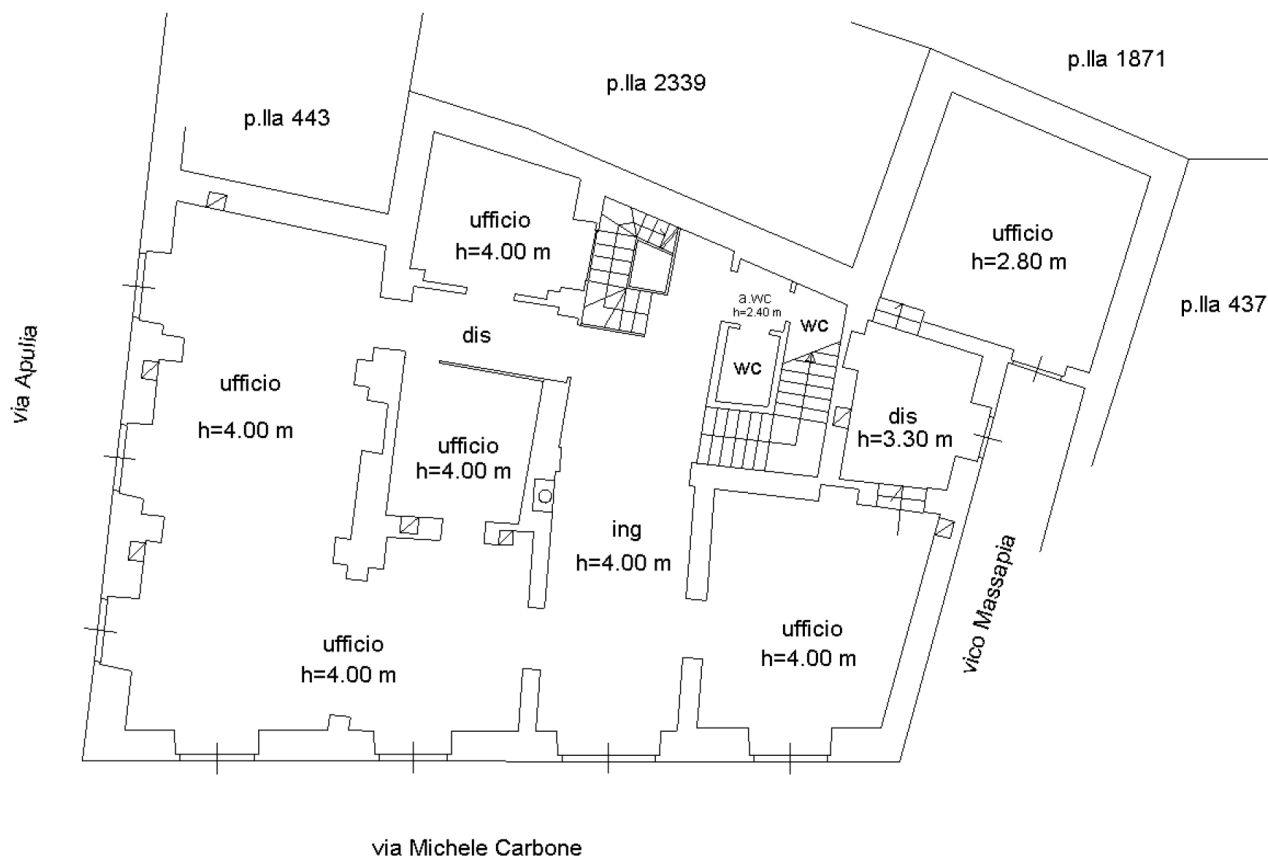 p.lla 1871
p.lla 2339
p.lla 443
ufficio
h=4.00 m
ufficio
h=2.80 m
p.lla 437
a.WC
h=2.40 m
wc
wc
dis
via Apulia
ufficio
h=4.00 m
dis
h=3.30 m
ufficio
h=4.00 m
ing
h=4.00 m
vico Massapia
ufficio
h=4.00 m
ufficio
h=4.00 m
via Michele Carbone